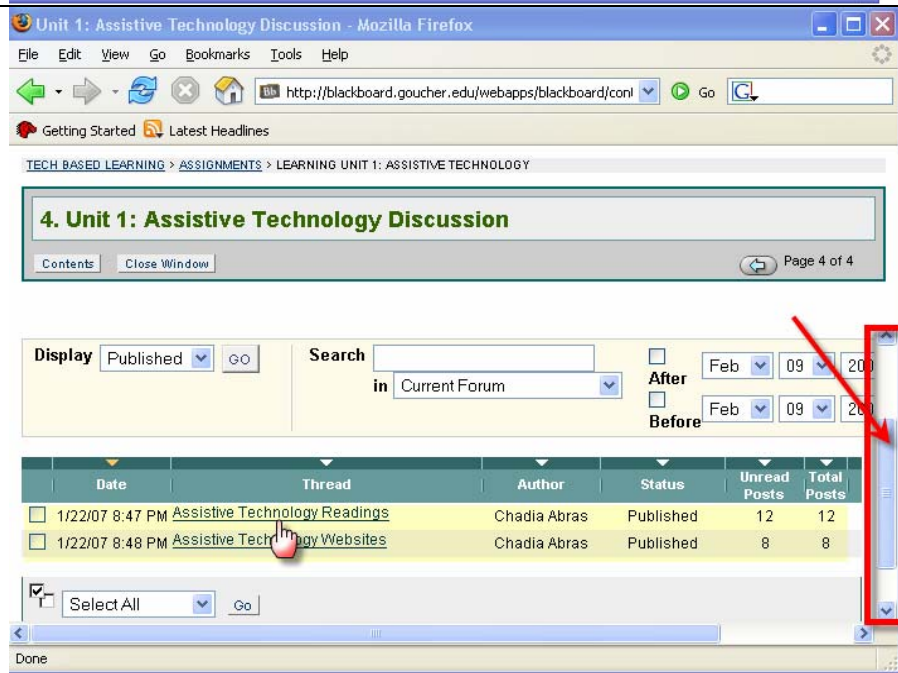 Unit 1: Assistive Technology Discussion - Mozilla Firefox
File Edit View Go Bookmarks Tools Help
http://blackboard.goucher.edu/webapps/blackboard/con Go G
Getting Started Latest Headlines
TECH BASED LEARNING > ASSIGNMENTS > LEARNING UNIT 1: ASSISTIVE TECHNOLOGY
4. Unit 1: Assistive Technology Discussion
Contents Close Window Page 4 of 4
Display Published GO Search After Feb 09 200
in Current Forum Before Feb 09 200
Date Thread Author Status Unread Posts Total Posts
1/22/07 8:47 PM Assistive Technology Readings Chadia Abras Published 12 12
1/22/07 8:48 PM Assistive Technology Websites Chadia Abras Published 8 8
Select All Go
Done